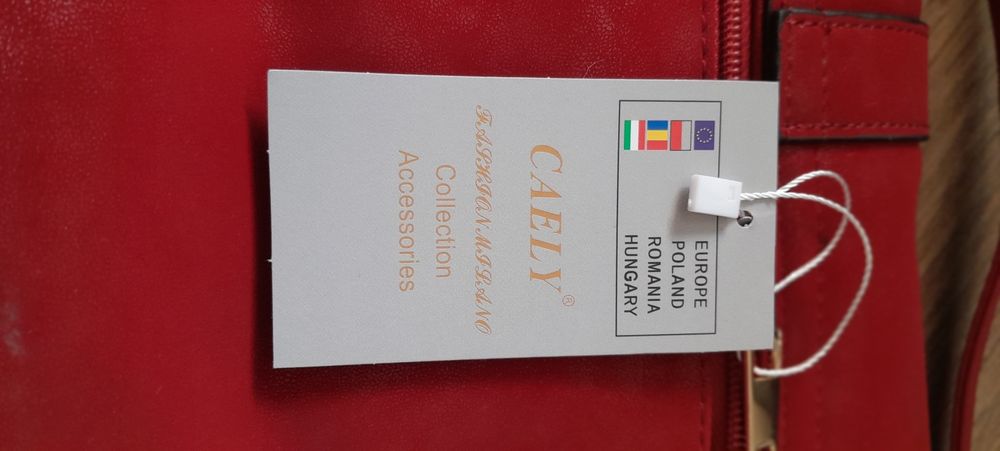 EUROPE
POLAND
ROMANIA
HUNGARY
CAELY®
FASHION MILANO
Collection
Accessories